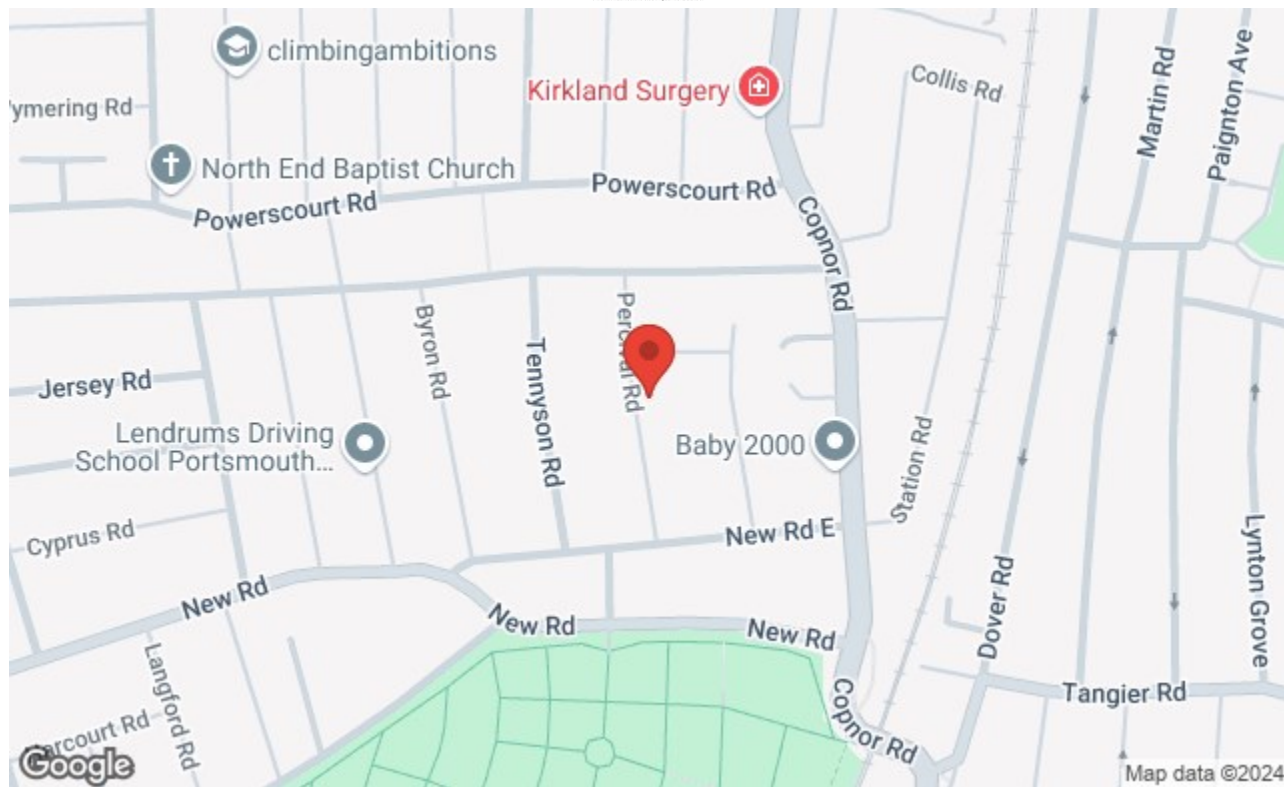 climbingambitions
Kirkland Surgery
Collis Rd
Martin Rd
Paignton Ave
ymering Rd
North End Baptist Church
Powerscourt Rd
Powerscourt Rd
Copnor Rd
Percival Rd
Byron Rd
Tennyson Rd
Jersey Rd
Lendrums Driving
School Portsmouth...
Baby 2000
Station Rd
Cyprus Rd
New Rd E
Lynton Grove
Dover Rd
New Rd
New Rd
New Rd
Langford Rd
Tangier Rd
arcourt Rd
Copnor Rd
Google
Map data ©2024